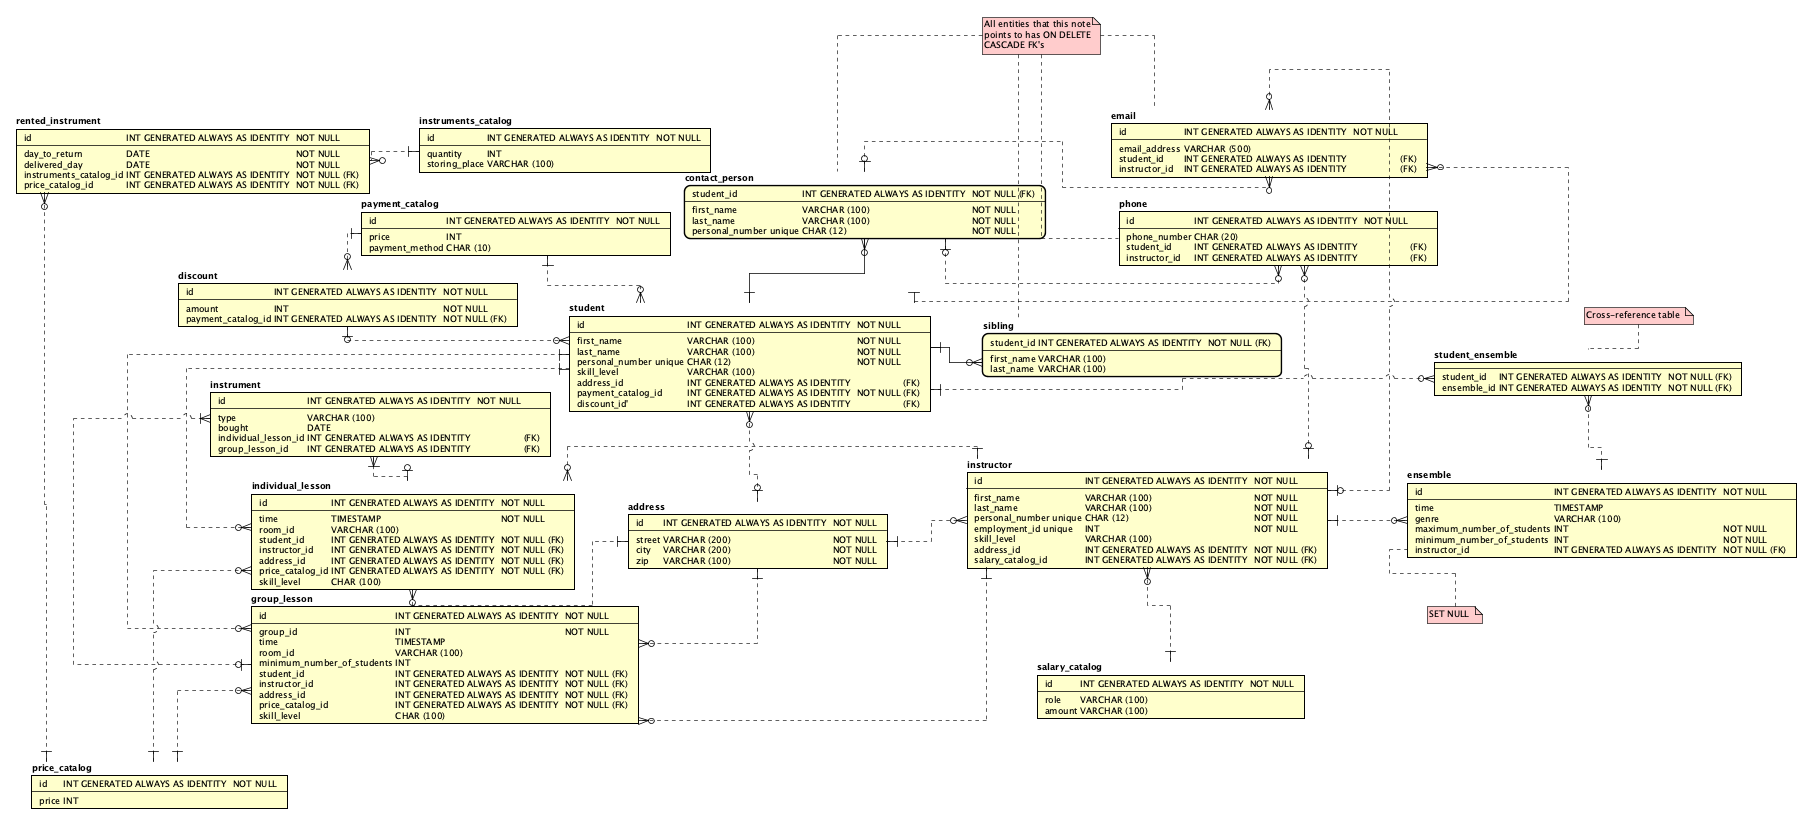 All entities that this note
points to has ON DELETE
CASCADE FK's
rented_instrument
id INT GENERATED ALWAYS AS IDENTITY NOT NULL
day_to_return DATE NOT NULL
delivered_day DATE NOT NULL
instruments_catalog_id INT GENERATED ALWAYS AS IDENTITY NOT NULL (FK)
price_catalog_id INT GENERATED ALWAYS AS IDENTITY NOT NULL (FK)
instruments_catalog
id INT GENERATED ALWAYS AS IDENTITY NOT NULL
quantity INT
storing_place VARCHAR (100)
email
id INT GENERATED ALWAYS AS IDENTITY NOT NULL
email_address VARCHAR (500)
student_id INT GENERATED ALWAYS AS IDENTITY (FK)
instructor_id INT GENERATED ALWAYS AS IDENTITY (FK)
contact_person
student_id INT GENERATED ALWAYS AS IDENTITY NOT NULL (FK)
first_name VARCHAR (100) NOT NULL
last_name VARCHAR (100) NOT NULL
personal_number unique CHAR (12) NOT NULL
payment_catalog
id INT GENERATED ALWAYS AS IDENTITY NOT NULL
price INT
payment_method CHAR (10)
phone
id INT GENERATED ALWAYS AS IDENTITY NOT NULL
phone_number CHAR (20)
student_id INT GENERATED ALWAYS AS IDENTITY (FK)
instructor_id INT GENERATED ALWAYS AS IDENTITY (FK)
discount
id INT GENERATED ALWAYS AS IDENTITY NOT NULL
amount INT NOT NULL
payment_catalog_id INT GENERATED ALWAYS AS IDENTITY NOT NULL (FK)
student
id INT GENERATED ALWAYS AS IDENTITY NOT NULL
first_name VARCHAR (100) NOT NULL
last_name VARCHAR (100) NOT NULL
personal_number unique CHAR (12) NOT NULL
skill_level VARCHAR (100)
address_id INT GENERATED ALWAYS AS IDENTITY (FK)
payment_catalog_id INT GENERATED ALWAYS AS IDENTITY NOT NULL (FK)
discount_id' INT GENERATED ALWAYS AS IDENTITY (FK)
sibling
student_id INT GENERATED ALWAYS AS IDENTITY NOT NULL (FK)
first_name VARCHAR (100)
last_name VARCHAR (100)
Cross-reference table
student_ensemble
student_id INT GENERATED ALWAYS AS IDENTITY NOT NULL (FK)
ensemble_id INT GENERATED ALWAYS AS IDENTITY NOT NULL (FK)
instrument
id INT GENERATED ALWAYS AS IDENTITY NOT NULL
type VARCHAR (100)
bought DATE
individual_lesson_id INT GENERATED ALWAYS AS IDENTITY (FK)
group_lesson_id INT GENERATED ALWAYS AS IDENTITY (FK)
individual_lesson
id INT GENERATED ALWAYS AS IDENTITY NOT NULL
time TIMESTAMP NOT NULL
room_id VARCHAR (100)
student_id INT GENERATED ALWAYS AS IDENTITY NOT NULL (FK)
instructor_id INT GENERATED ALWAYS AS IDENTITY NOT NULL (FK)
address_id INT GENERATED ALWAYS AS IDENTITY NOT NULL (FK)
price_catalog_id INT GENERATED ALWAYS AS IDENTITY NOT NULL (FK)
skill_level CHAR (100)
address
id INT GENERATED ALWAYS AS IDENTITY NOT NULL
street VARCHAR (200) NOT NULL
city VARCHAR (200) NOT NULL
zip VARCHAR (100) NOT NULL
instructor
id INT GENERATED ALWAYS AS IDENTITY NOT NULL
first_name VARCHAR (100) NOT NULL
last_name VARCHAR (100) NOT NULL
personal_number unique CHAR (12) NOT NULL
employment_id unique INT NOT NULL
skill_level VARCHAR (100)
address_id INT GENERATED ALWAYS AS IDENTITY NOT NULL (FK)
salary_catalog_id INT GENERATED ALWAYS AS IDENTITY NOT NULL (FK)
ensemble
id INT GENERATED ALWAYS AS IDENTITY NOT NULL
time TIMESTAMP
genre VARCHAR (100)
maximum_number_of_students INT NOT NULL
minimum_number_of_students INT NOT NULL
instructor_id INT GENERATED ALWAYS AS IDENTITY NOT NULL (FK)
SET NULL
group_lesson
id INT GENERATED ALWAYS AS IDENTITY NOT NULL
group_id INT NOT NULL
time TIMESTAMP
room_id VARCHAR (100)
minimum_number_of_students INT
student_id INT GENERATED ALWAYS AS IDENTITY NOT NULL (FK)
instructor_id INT GENERATED ALWAYS AS IDENTITY NOT NULL (FK)
address_id INT GENERATED ALWAYS AS IDENTITY NOT NULL (FK)
price_catalog_id INT GENERATED ALWAYS AS IDENTITY NOT NULL (FK)
skill_level CHAR (100)
salary_catalog
id INT GENERATED ALWAYS AS IDENTITY NOT NULL
role VARCHAR (100)
amount VARCHAR (100)
price_catalog
id INT GENERATED ALWAYS AS IDENTITY NOT NULL
price INT